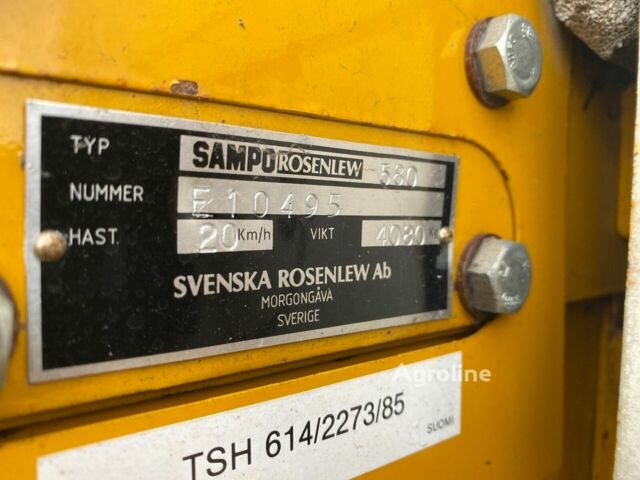 TYP SAMPO ROSENLEW 580
NUMMER E10495
HAST. 20 Km/h VIKT 4080
SVENSKA ROSENLEW Ab
MORGONGÅVA
SVERIGE
Agroline
TSH 614/2273/85
SUOMI